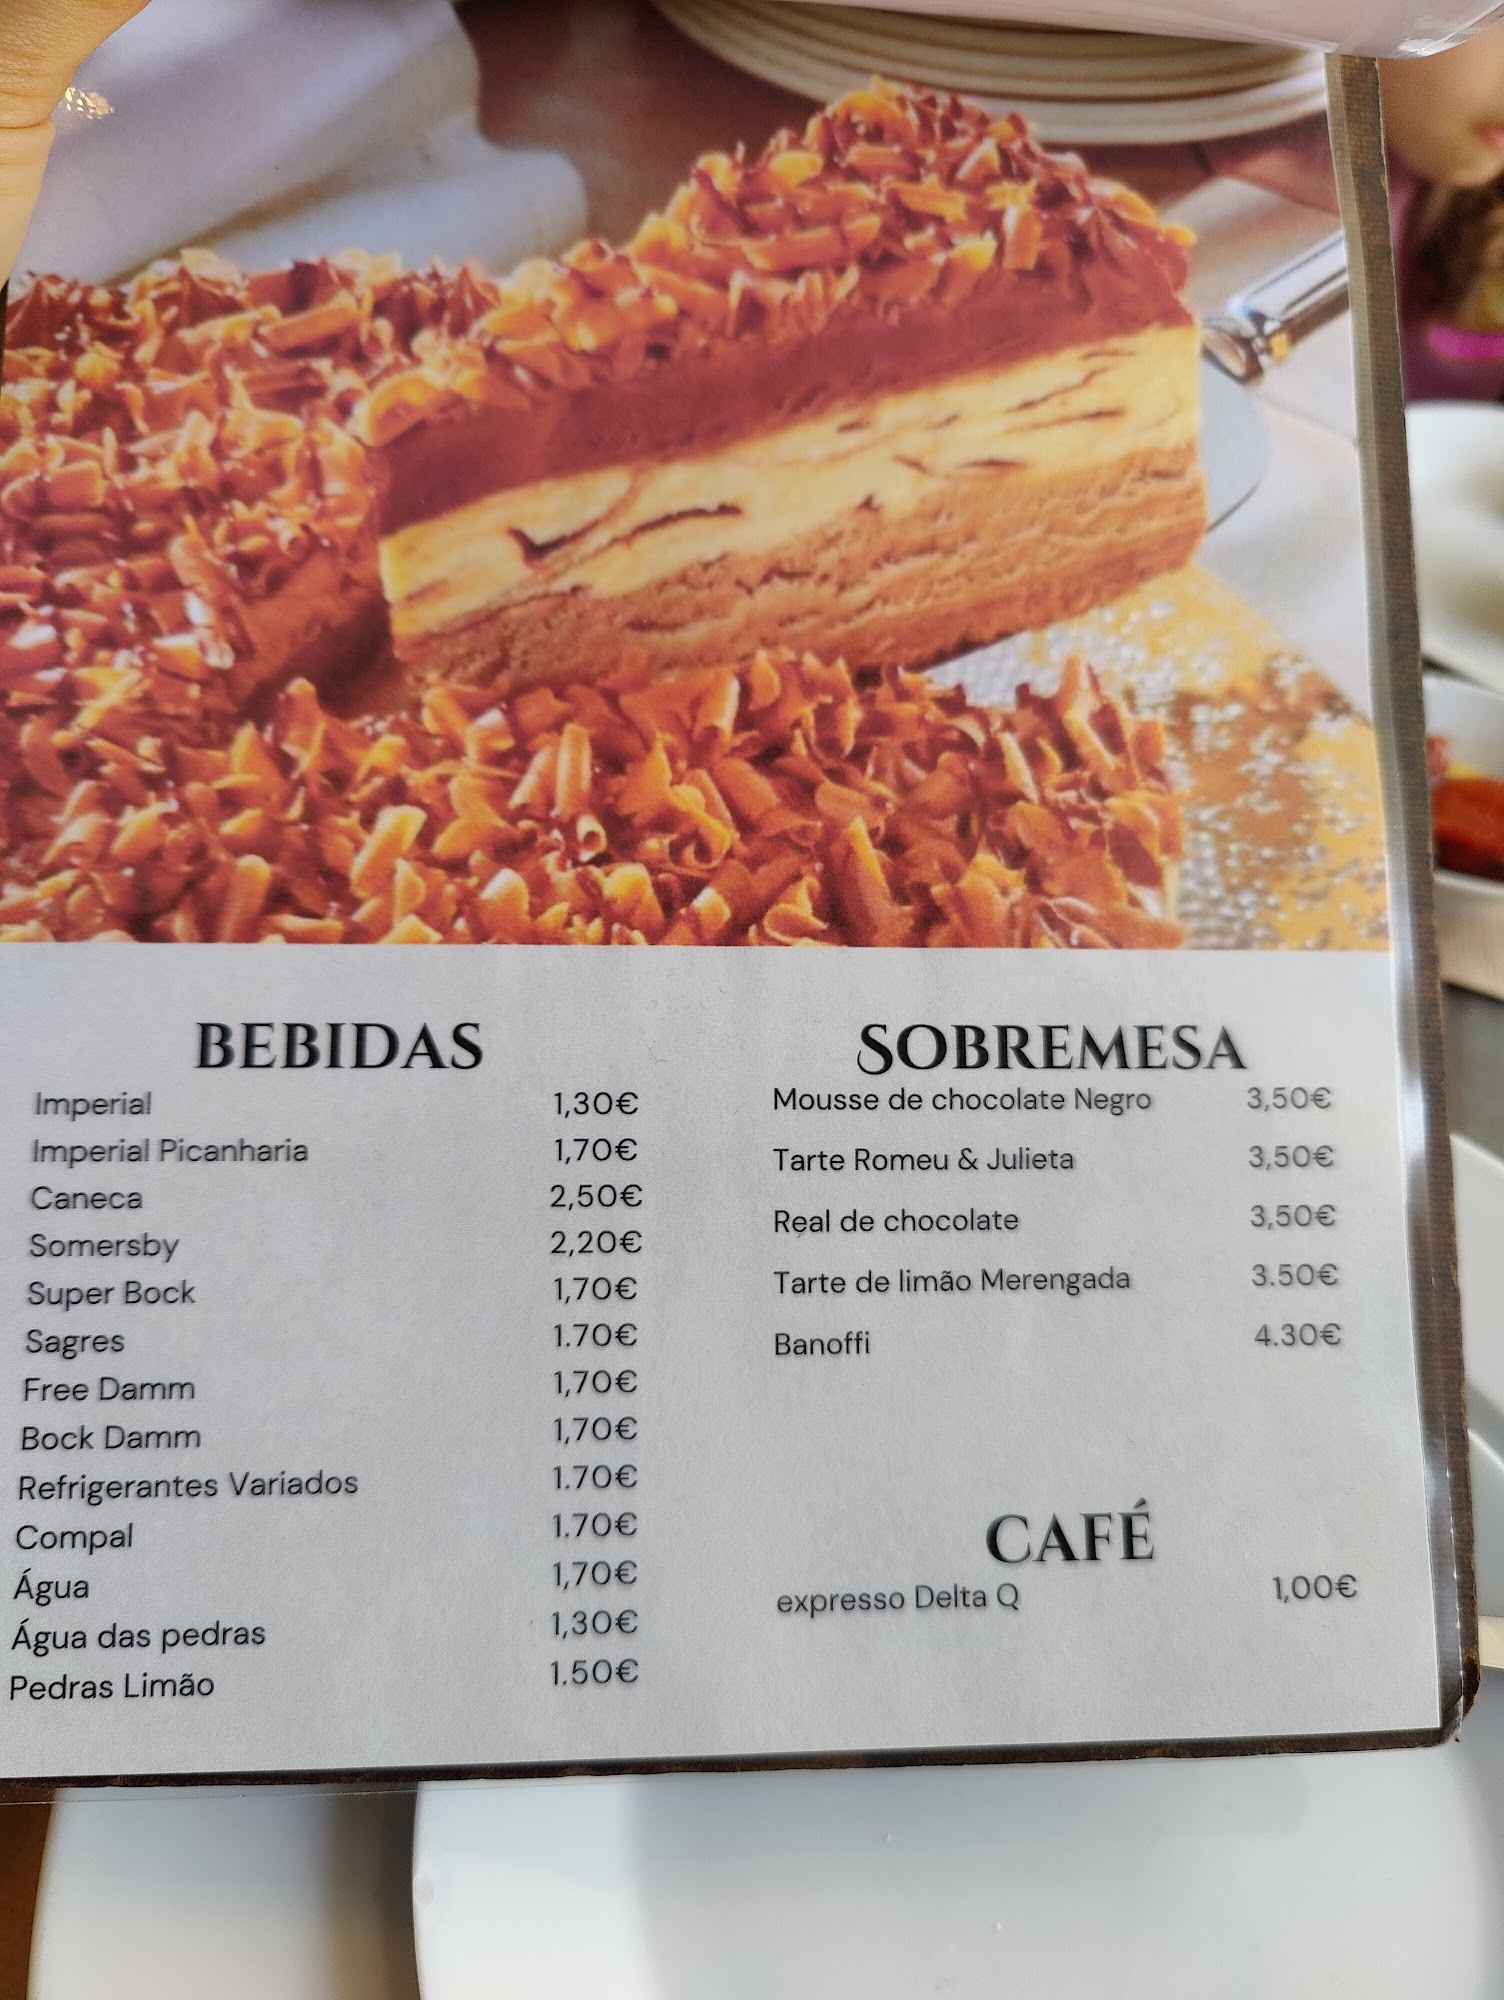 BEBIDAS
Imperial 1,30€
Imperial Picanharia 1,70€
Caneca 2,50€
Somersby 2,20€
Super Bock 1,70€
Sagres 1.70€
Free Damm 1,70€
Bock Damm 1,70€
Refrigerantes Variados 1.70€
Compal 1.70€
Água 1,70€
Água das pedras 1,30€
Pedras Limão 1.50€
SOBREMESA
Mousse de chocolate Negro 3,50€
Tarte Romeu & Julieta 3,50€
Real de chocolate 3,50€
Tarte de limão Merengada 3.50€
Banoffi 4.30€
CAFÉ
expresso Delta Q 1,00€